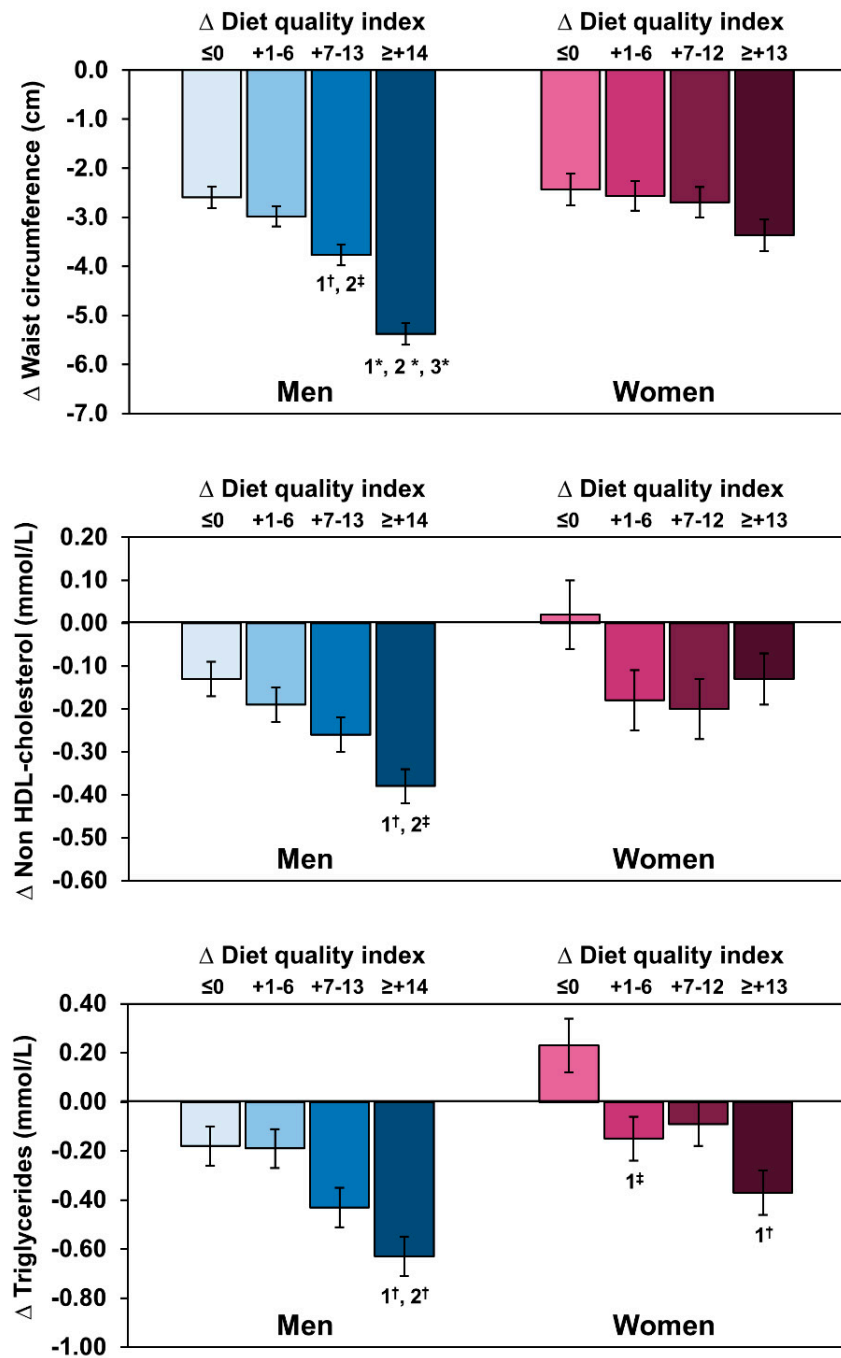 Δ Diet quality index Δ Diet quality index
≤0 +1-6 +7-13 ≥+14 ≤0 +1-6 +7-12 ≥+13
Δ Waist circumference (cm)
0.0
-1.0
-2.0
-3.0
-4.0
-5.0
-6.0
-7.0
1†, 2‡
1*, 2 *, 3*
Men Women
Δ Diet quality index Δ Diet quality index
≤0 +1-6 +7-13 ≥+14 ≤0 +1-6 +7-12 ≥+13
Δ Non HDL-cholesterol (mmol/L)
0.20
0.10
0.00
-0.10
-0.20
-0.30
-0.40
-0.50
-0.60
1†, 2‡
Men Women
Δ Diet quality index Δ Diet quality index
≤0 +1-6 +7-13 ≥+14 ≤0 +1-6 +7-12 ≥+13
Δ Triglycerides (mmol/L)
0.40
0.20
0.00
-0.20
-0.40
-0.60
-0.80
-1.00
1†, 2†
1‡
1†
Men Women